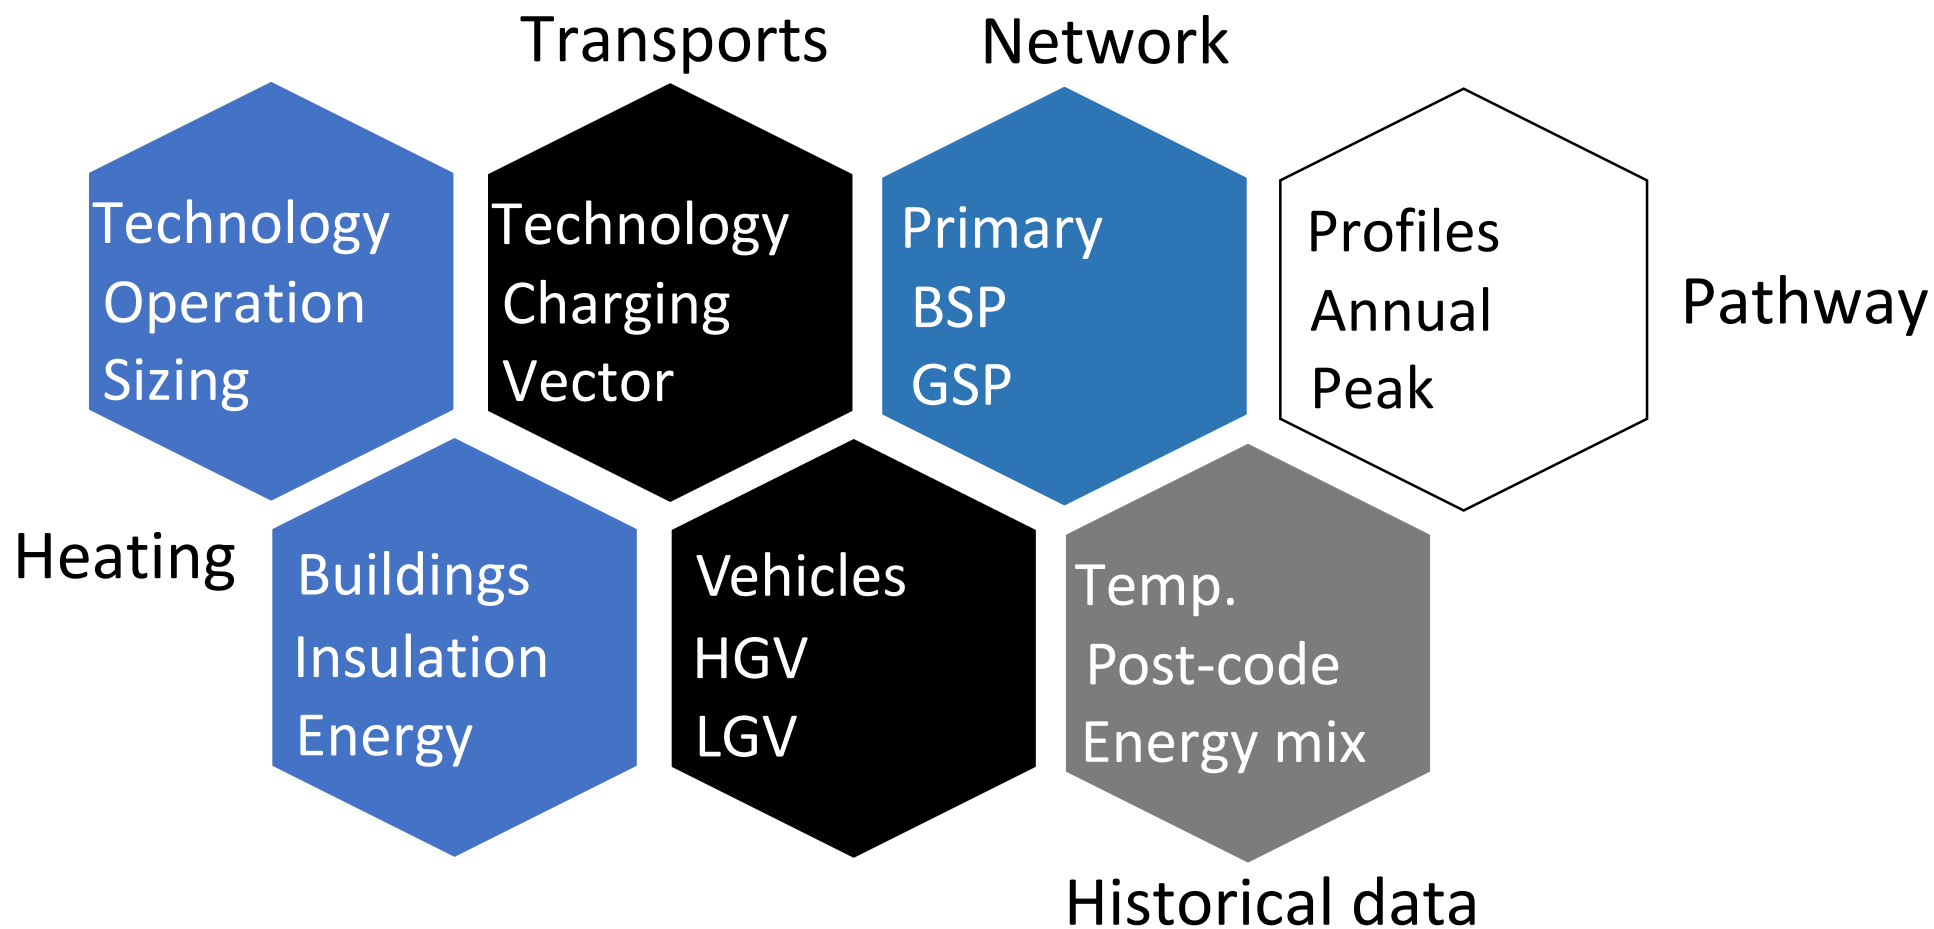 Transports
Network
Technology
Operation
Sizing
Technology
Charging
Vector
Primary
BSP
GSP
Profiles
Annual
Peak
Pathway
Heating
Buildings
Insulation
Energy
Vehicles
HGV
LGV
Temp.
Post-code
Energy mix
Historical data